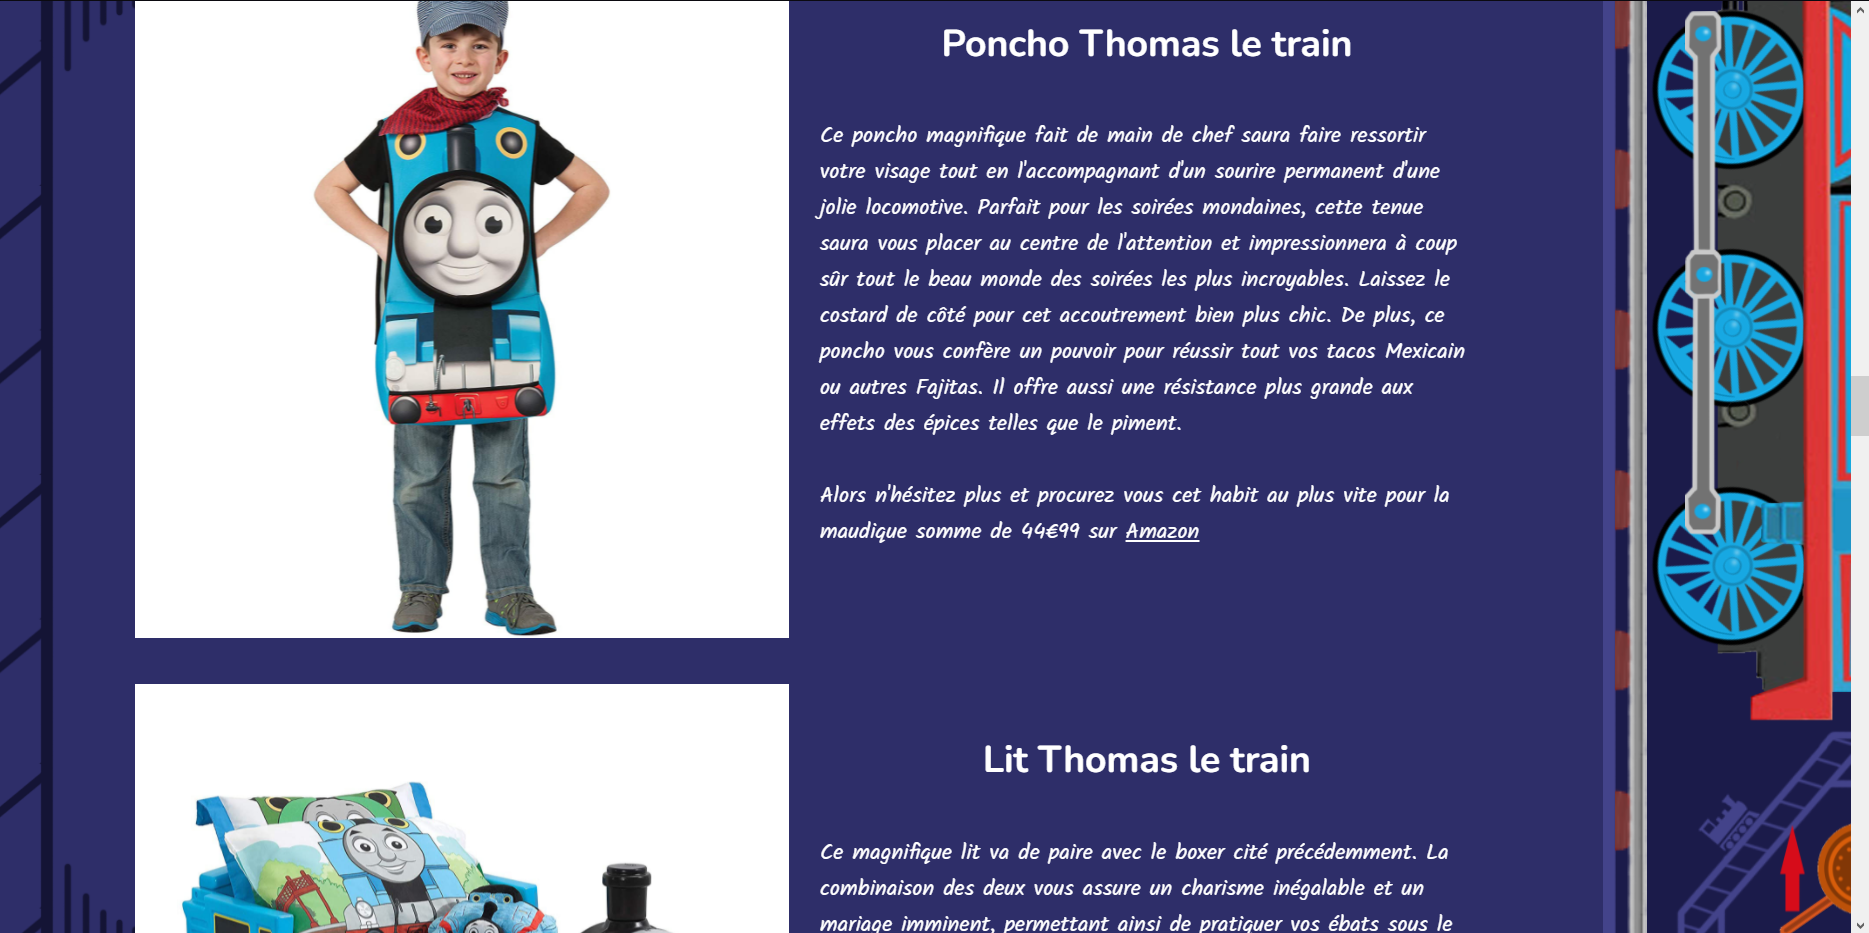 Poncho Thomas le train
Ce poncho magnifique fait de main de chef saura faire ressortir
votre visage tout en l'accompagnant d'un sourire permanent d'une
jolie locomotive. Parfait pour les soirées mondaines, cette tenue
saura vous placer au centre de l'attention et impressionnera à coup
sûr tout le beau monde des soirées les plus incroyables. Laissez le
costard de côté pour cet accoutrement bien plus chic. De plus, ce
poncho vous confère un pouvoir pour réussir tout vos tacos Mexicain
ou autres Fajitas. Il offre aussi une résistance plus grande aux
effets des épices telles que le piment.
Alors n'hésitez plus et procurez vous cet habit au plus vite pour la
maudique somme de 44€99 sur Amazon
Lit Thomas le train
Ce magnifique lit va de paire avec le boxer cité précédemment. La
combinaison des deux vous assure un charisme inégalable et un
mariage imminent, permettant ainsi de pratiquer vos ébats sous le